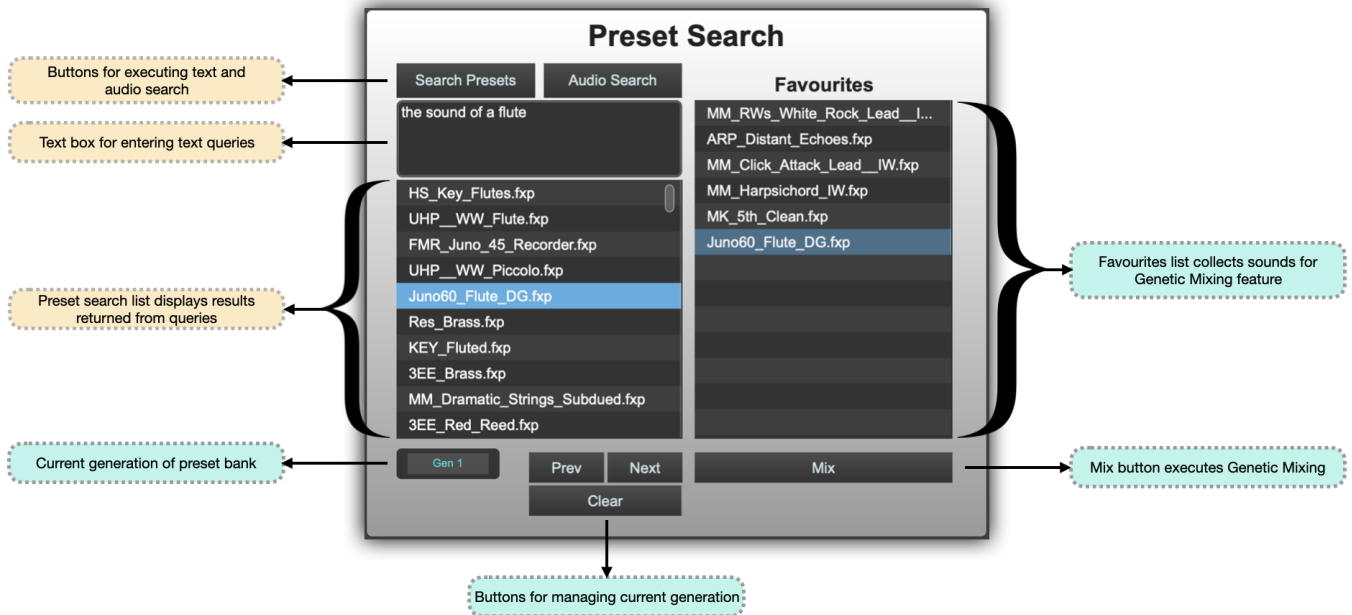 Preset Search
Buttons for executing text and
audio search
Search Presets
Audio Search
Favourites
Text box for entering text queries
the sound of a flute
Preset search list displays results
returned from queries
HS_Key_Flutes.fxp
UHP__WW_Flute.fxp
FMR_Juno_45_Recorder.fxp
UHP__WW_Piccolo.fxp
Juno60_Flute_DG.fxp
Res_Brass.fxp
KEY_Fluted.fxp
3EE_Brass.fxp
MM_Dramatic_Strings_Subdued.fxp
3EE_Red_Reed.fxp
MM_RWs_White_Rock_Lead__I...
ARP_Distant_Echoes.fxp
MM_Click_Attack_Lead__IW.fxp
MM_Harpsichord_IW.fxp
MK_5th_Clean.fxp
Juno60_Flute_DG.fxp
Favourites list collects sounds for
Genetic Mixing feature
Current generation of preset bank
Gen 1
Prev
Next
Clear
Mix
Mix button executes Genetic Mixing
Buttons for managing current generation